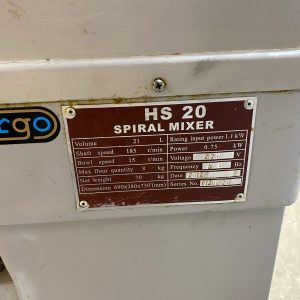 rgo
HS 20
SPIRAL MIXER
Volume 21 L
Rating input power 1.1 kW
Shaft speed 185 r/min
Power 0.75 kW
Bowl speed 15 r/min
Voltage V
Max flour quantity 8 kg
Frequency Hz
Net weight 70 kg
Date
Dimension 690x380x730(mm)
Series No.